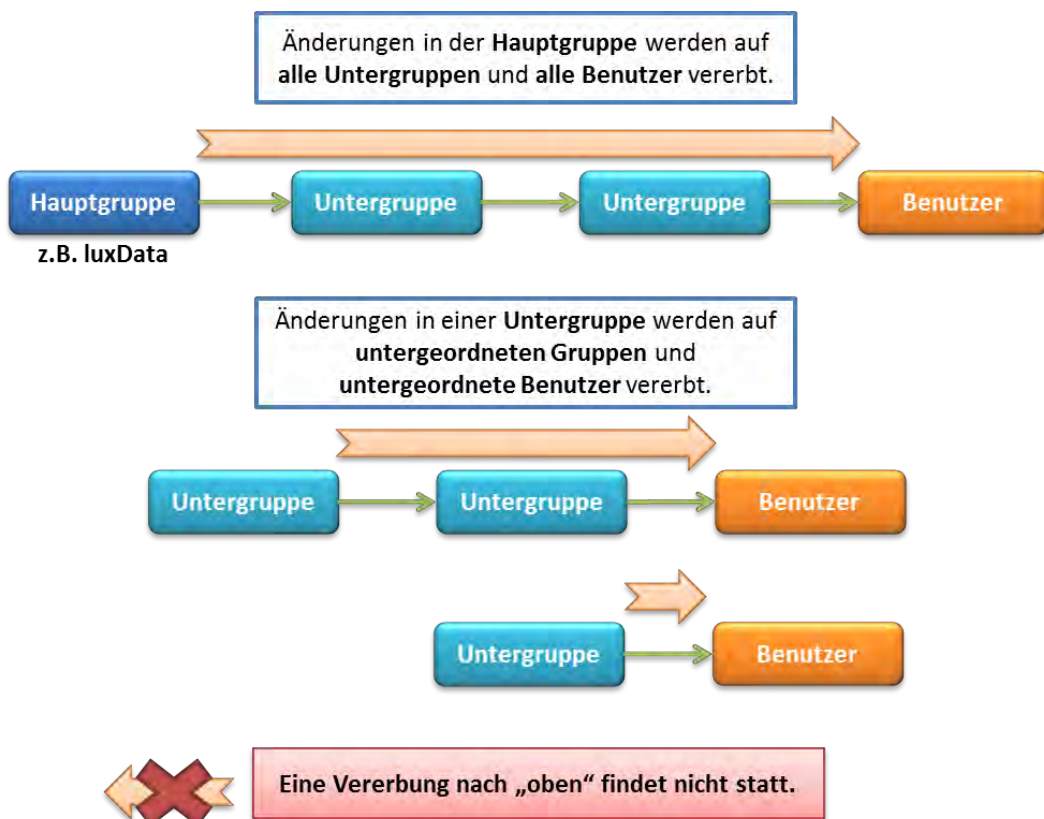 Änderungen in der Hauptgruppe werden auf
alle Untergruppen und alle Benutzer vererbt.
Hauptgruppe
Untergruppe
Untergruppe
Benutzer
z.B. luxData
Änderungen in einer Untergruppe werden auf
untergeordneten Gruppen und
untergeordnete Benutzer vererbt.
Untergruppe
Untergruppe
Benutzer
Untergruppe
Benutzer
Eine Vererbung nach „oben“ findet nicht statt.